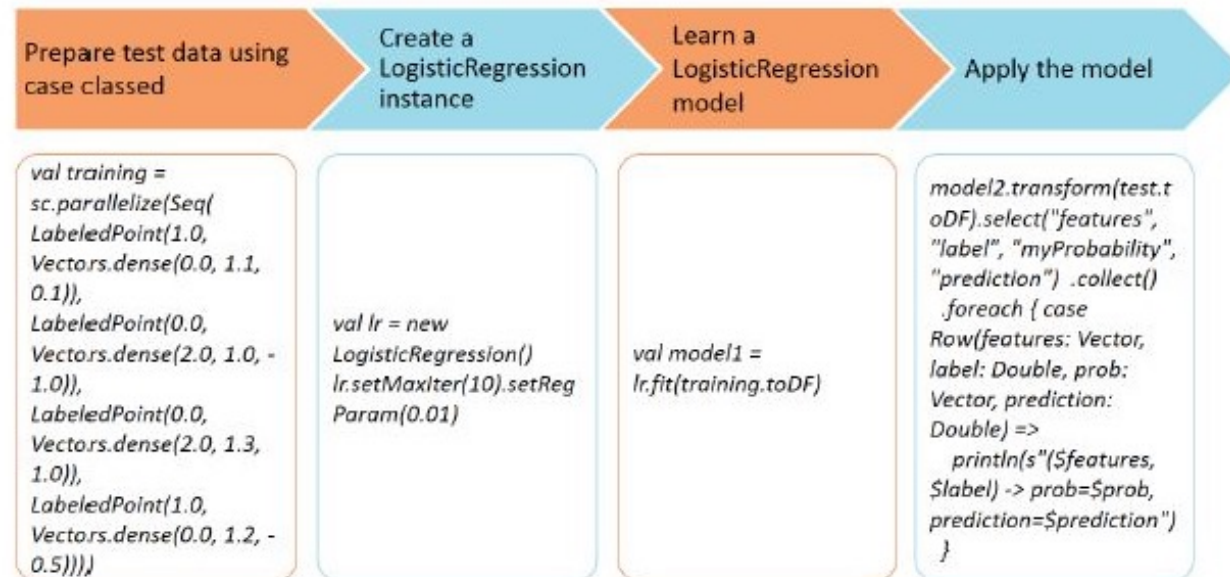 Prepare test data using
case classed
Create a
LogisticRegression
instance
Learn a
LogisticRegression
model
Apply the model
val training =
sc.parallelize(Seq(
LabeledPoint(1.0,
Vectors.dense(0.0, 1.1,
0.1)),
LabeledPoint(0.0,
Vectors.dense(2.0, 1.0, -
1.0)),
LabeledPoint(0.0,
Vectors.dense(2.0, 1.3,
1.0)),
LabeledPoint(1.0,
Vectors.dense(0.0, 1.2, -
0.5))))
val lr = new
LogisticRegression()
lr.setMaxIter(10).setReg
Param(0.01)
val model1 =
lr.fit(training.toDF)
model2.transform(test.t
oDF).select("features",
"label", "myProbability",
"prediction") .collect()
.foreach { case
Row(features: Vector,
label: Double, prob:
Vector, prediction:
Double) =>
println(s"($features,
$label) -> prob=$prob,
prediction=$prediction")
}